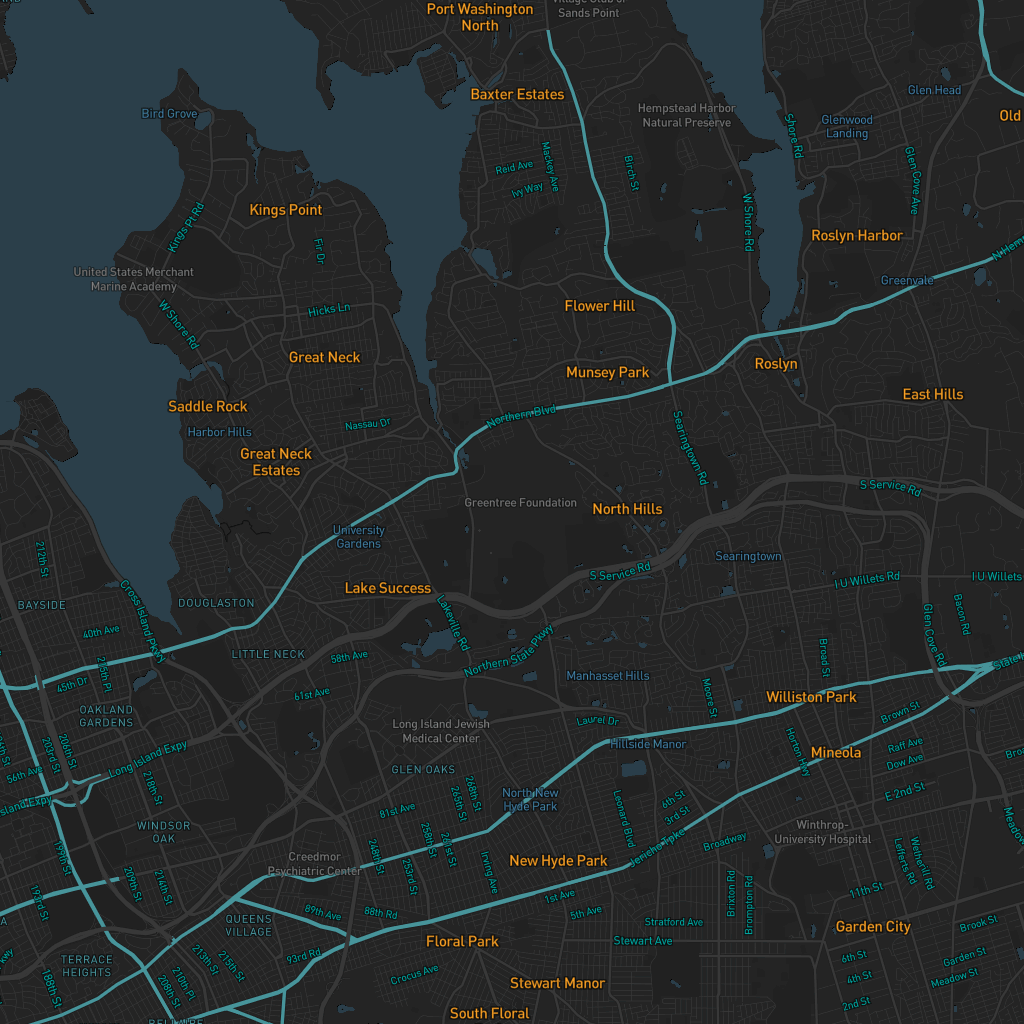 Port Washington
North
Village Club of
Sands Point
Baxter Estates
Glen Head
Bird Grove
Hempstead Harbor
Natural Preserve
Old
Glenwood
Landing
Shore Rd
Mackey Ave
Reid Ave
Birch St
Glen Cove Ave
Ivy Way
Kings Point
Kings Pt Rd
W Shore Rd
Roslyn Harbor
Fir Dr
N Hemp
United States Merchant
Marine Academy
Greenvale
Hicks Ln
Flower Hill
W Shore Rd
Great Neck
Munsey Park
Roslyn
East Hills
Saddle Rock
Northern Blvd
Nassau Dr
Harbor Hills
Searingtown Rd
Great Neck
Estates
S Service Rd
Greentree Foundation
North Hills
University
Gardens
212th St
Searingtown
S Service Rd
Lake Success
I U Willets Rd
I U Willets
BAYSIDE
DOUGLASTON
Cross Island Pkwy
Lakeville Rd
Bacon Rd
Glen Cove Rd
40th Ave
LITTLE NECK
58th Ave
Northern State Pkwy
Broad St
State
45th Dr
215th Pl
61st Ave
Manhasset Hills
Moore St
Williston Park
OAKLAND
GARDENS
Long Island Jewish
Medical Center
Laurel Dr
Brown St
Hillside Manor
Horton Hwy
Mineola
Raff Ave
Dow Ave
203rd St
206th St
56th Ave
Long Island Expy
GLEN OAKS
218th St
268th St
265th St
North New
Hyde Park
6th St
3rd St
E 2nd St
Island Expy
81st Ave
Leonard Blvd
WINDSOR
OAK
258th St
261st St
Winthrop-
University Hospital
Broadway
Jericho Tpke
Meadow
195th St
Creedmor
Psychiatric Center
248th St
253rd St
Irving Ave
New Hyde Park
Lefferts Rd
Wetherill Rd
193rd St
209th St
214th St
Brixton Rd
Brompton Rd
11th St
1st Ave
89th Ave
88th Rd
5th Ave
Stratford Ave
Stewart Ave
QUEENS
VILLAGE
Garden City
Brook St
Floral Park
93rd Rd
213th St
215th St
TERRACE
HEIGHTS
Crocus Ave
6th St
Garden St
4th St
Meadow St
188th St
210th Pl
208th St
Stewart Manor
2nd St
South Floral
BELLAIRE